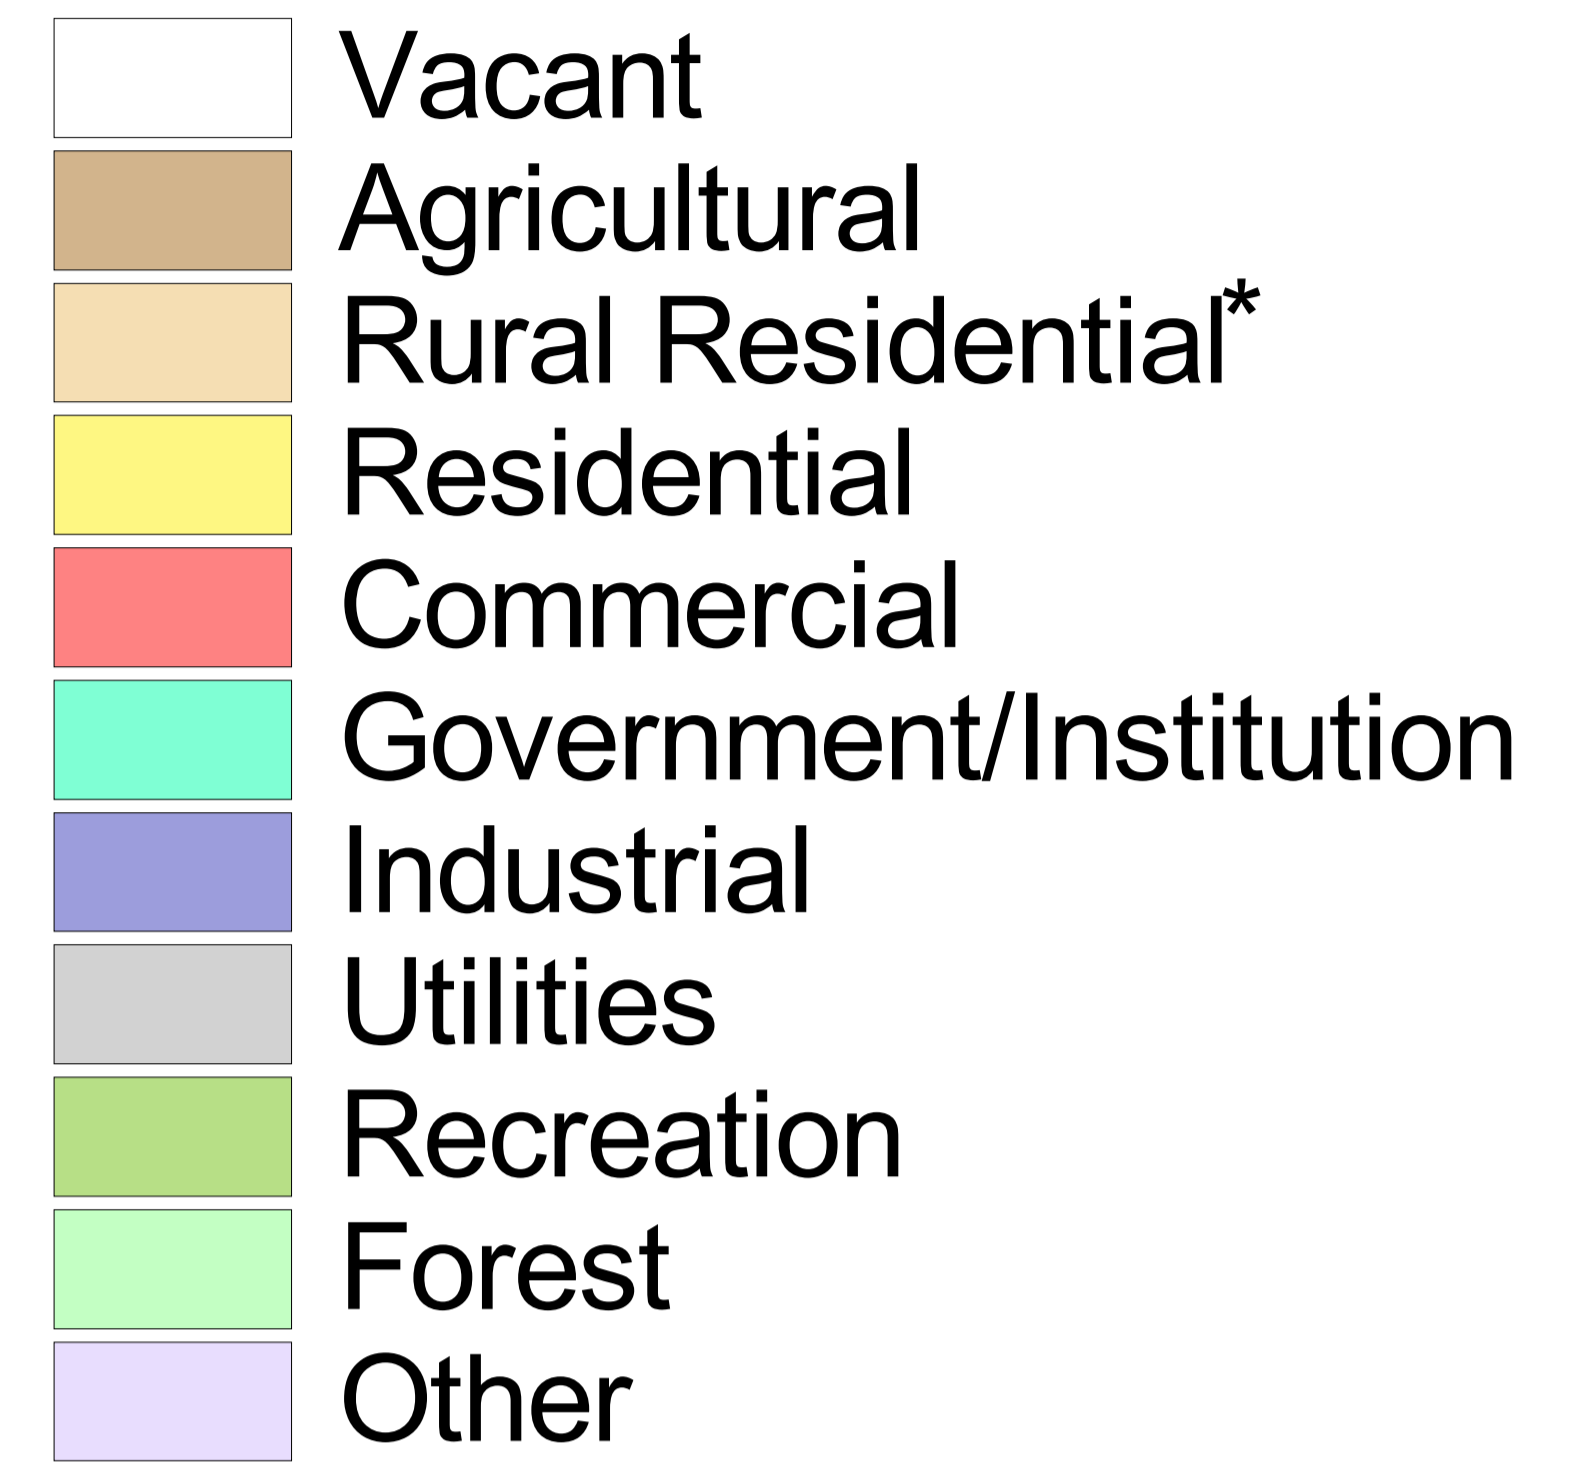 Vacant
Agricultural
Rural Residential*
Residential
Commercial
Government/Institution
Industrial
Utilities
Recreation
Forest
Other